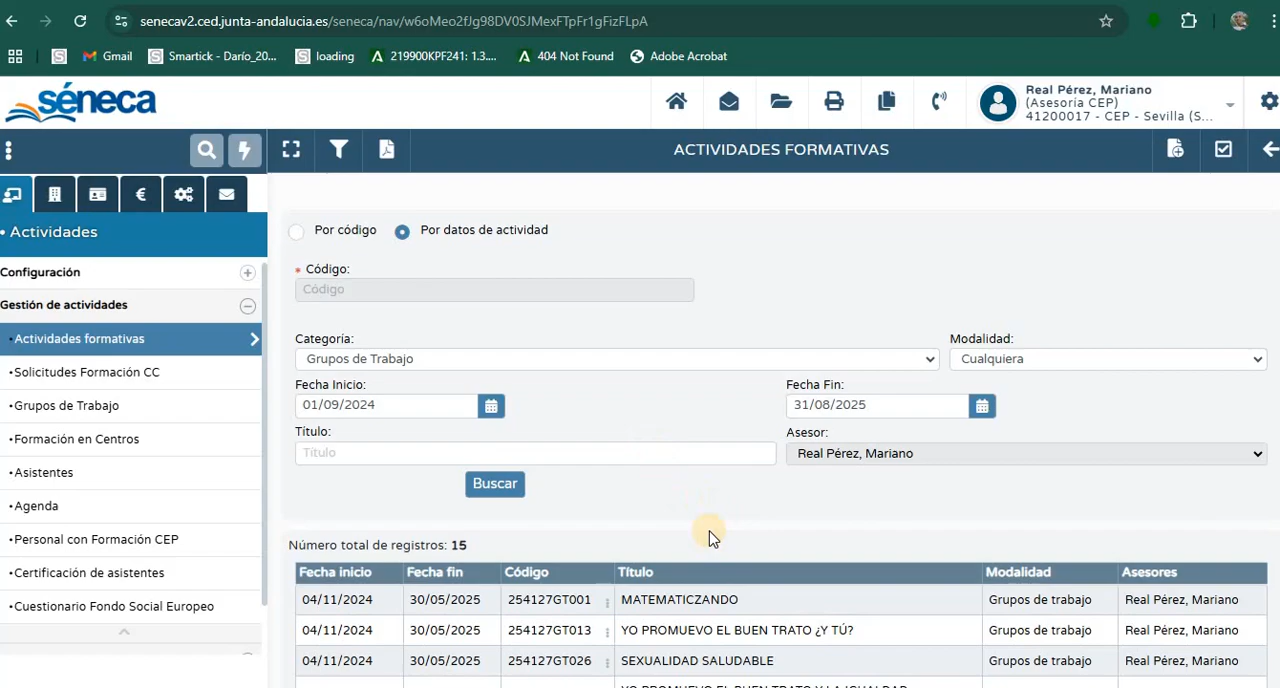 senecav2.ced.junta-andalucia.es/seneca/nav/w6oMeo2fJg98DV0SJMexFTpFr1gFizFLpA
Gmail Smartick - Darío_20... loading 219900KPF241: 1.3.... 404 Not Found Adobe Acrobat
séneca
Real Pérez, Mariano
(Asesoría CEP)
41200017 - CEP - Sevilla (S...
ACTIVIDADES FORMATIVAS
• Actividades
Configuración
Gestión de actividades
•Actividades formativas
•Solicitudes Formación CC
•Grupos de Trabajo
•Formación en Centros
•Asistentes
•Agenda
•Personal con Formación CEP
•Certificación de asistentes
•Cuestionario Fondo Social Europeo
Por código Por datos de actividad
* Código:
Código
Categoría: Modalidad:
Grupos de Trabajo Cualquiera
Fecha Inicio: Fecha Fin:
01/09/2024 31/08/2025
Título: Asesor:
Título Real Pérez, Mariano
Buscar
Número total de registros: 15
Fecha inicio Fecha fin Código Título Modalidad Asesores
04/11/2024 30/05/2025 254127GT001 MATEMATICZANDO Grupos de trabajo Real Pérez, Mariano
04/11/2024 30/05/2025 254127GT013 YO PROMUEVO EL BUEN TRATO ¿Y TÚ? Grupos de trabajo Real Pérez, Mariano
04/11/2024 30/05/2025 254127GT026 SEXUALIDAD SALUDABLE Grupos de trabajo Real Pérez, Mariano
YO PROMUEVO EL BUEN TRATO Y LA IGUALDAD